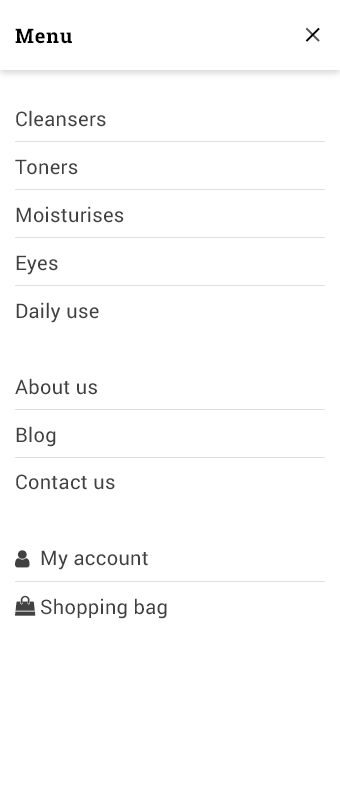 Menu
Cleansers
Toners
Moisturises
Eyes
Daily use
About us
Blog
Contact us
My account
Shopping bag